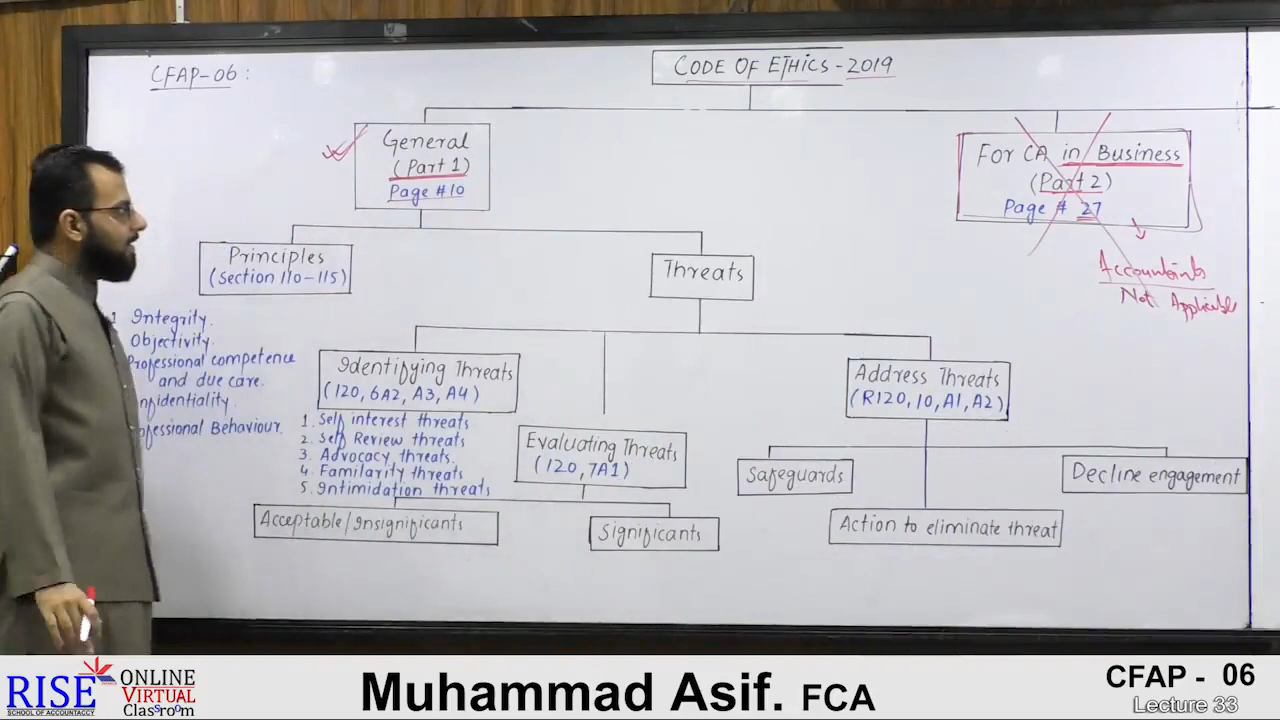 CFAP-06:
CODE OF ETHICS - 2019
General
(Part 1)
Page #10
For CA in Business
(Part 2)
Page # 27
Accountants
Not Applicable
Principles
(Section 110-115)
Threats
1 Integrity.
Objectivity.
Professional competence
and due care.
nfidentiality.
ofessional Behaviour.
Identifying Threats
(120, 6A2, A3, A4)
1. Self interest threats
2. Self Review threats
3. Advocacy threats.
4. Familarity threats
5. Intimidation threats
Evaluating Threats
(120, 7A1)
Acceptable/Insignificants
Significants
Address Threats
(R120, 10, A1, A2)
Safeguards
Action to eliminate threat
Decline engagement
RISE
SCHOOL OF ACCOUNTACCY
ONLINE
VIRTUAL
Classroom
Muhammad Asif. FCA
CFAP - 06
Lecture 33